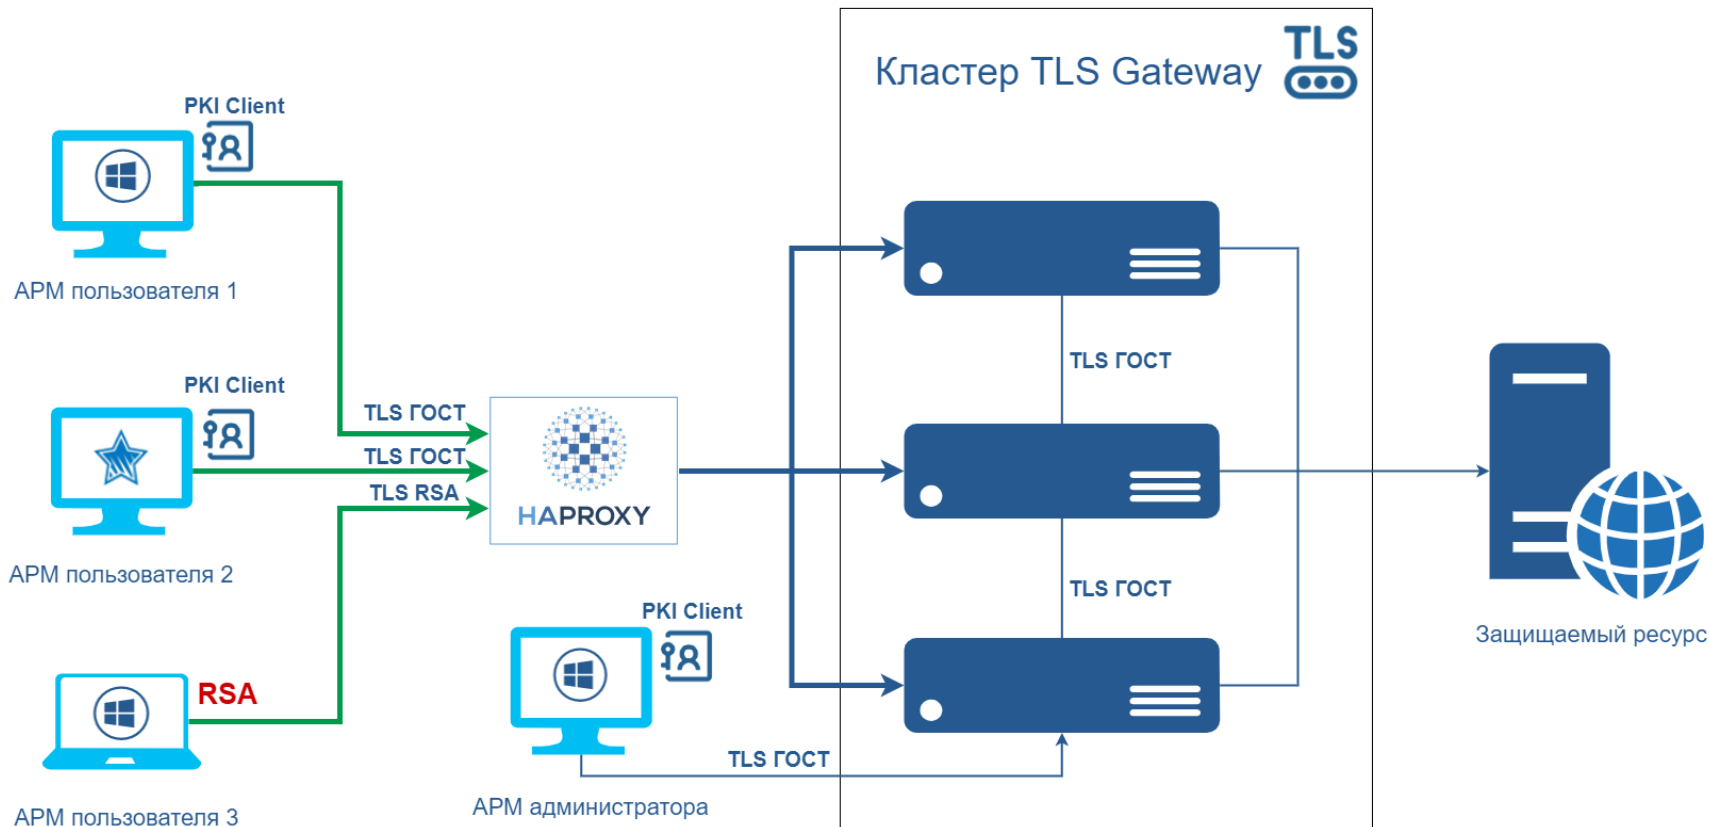 Кластер TLS Gateway
TLS
PKI Client
АРМ пользователя 1
TLS ГОСТ
PKI Client
TLS ГОСТ
TLS ГОСТ
TLS RSA
HAPROXY
АРМ пользователя 2
TLS ГОСТ
PKI Client
Защищаемый ресурс
RSA
TLS ГОСТ
АРМ администратора
АРМ пользователя 3